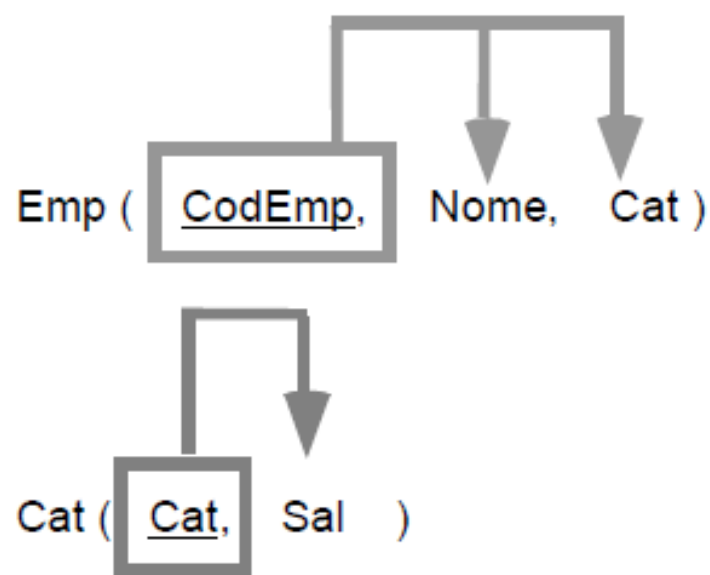 Emp ( CodEmp, Nome, Cat )
Cat ( Cat, Sal )